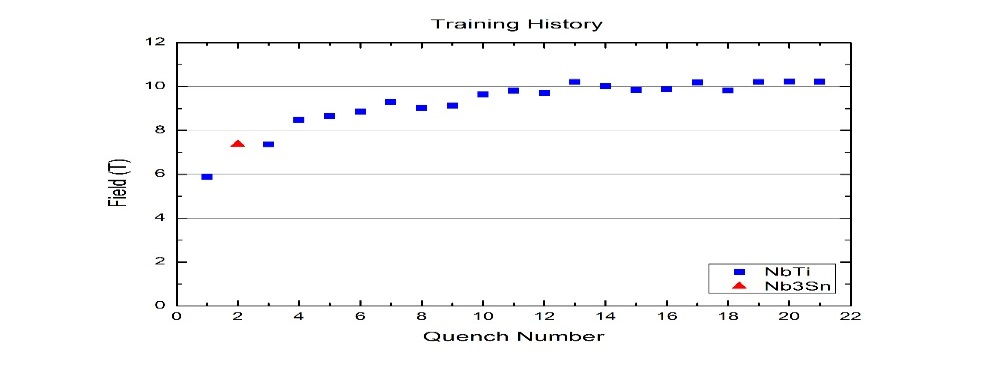 Training History
12
10
8
6
4
2
0
Field (T)
0 2 4 6 8 10 12 14 16 18 20 22
Quench Number
NbTi
Nb3Sn